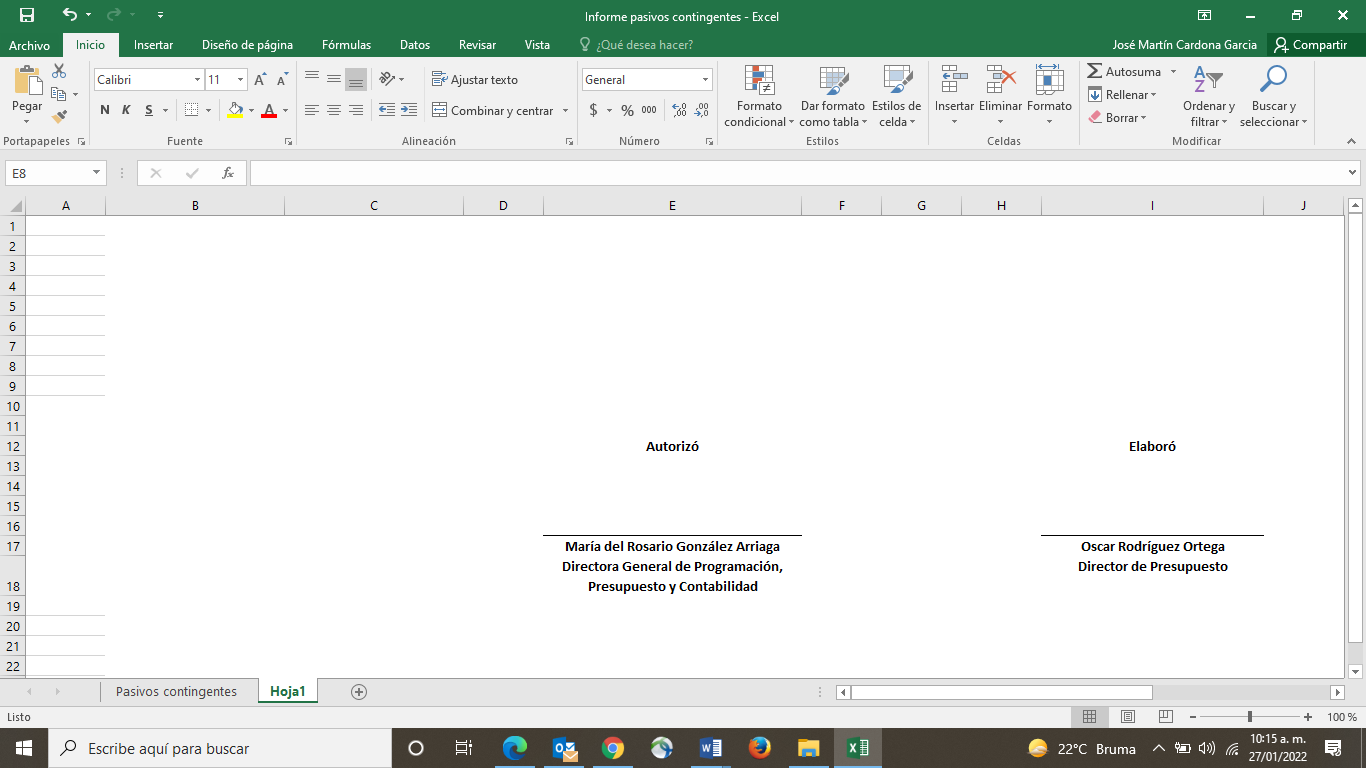 Informe pasivos contingentes - Excel
Archivo Inicio Insertar Diseño de página Fórmulas Datos Revisar Vista ¿Qué desea hacer? José Martín Cardona Garcia Compartir
Pegar
Calibri 11
N K S
Ajustar texto
Combinar y centrar
General
$ % 000
Formato condicional
Dar formato como tabla
Estilos de celda
Insertar Eliminar Formato
Autosuma
Rellenar
Borrar
Ordenar y filtrar
Buscar y seleccionar
Portapapeles Fuente Alineación Número Estilos Celdas Modificar
E8 fx
A B C D E F G H I J
1
2
3
4
5
6
7
8
9
10
11
12 Autorizó Elaboró
13
14
15
16
17 María del Rosario González Arriaga Oscar Rodríguez Ortega
Directora General de Programación, Director de Presupuesto
18 Presupuesto y Contabilidad
19
20
21
22
Pasivos contingentes Hoja1
Listo 100 %
Escribe aquí para buscar 22°C Bruma 10:15 a. m.
27/01/2022